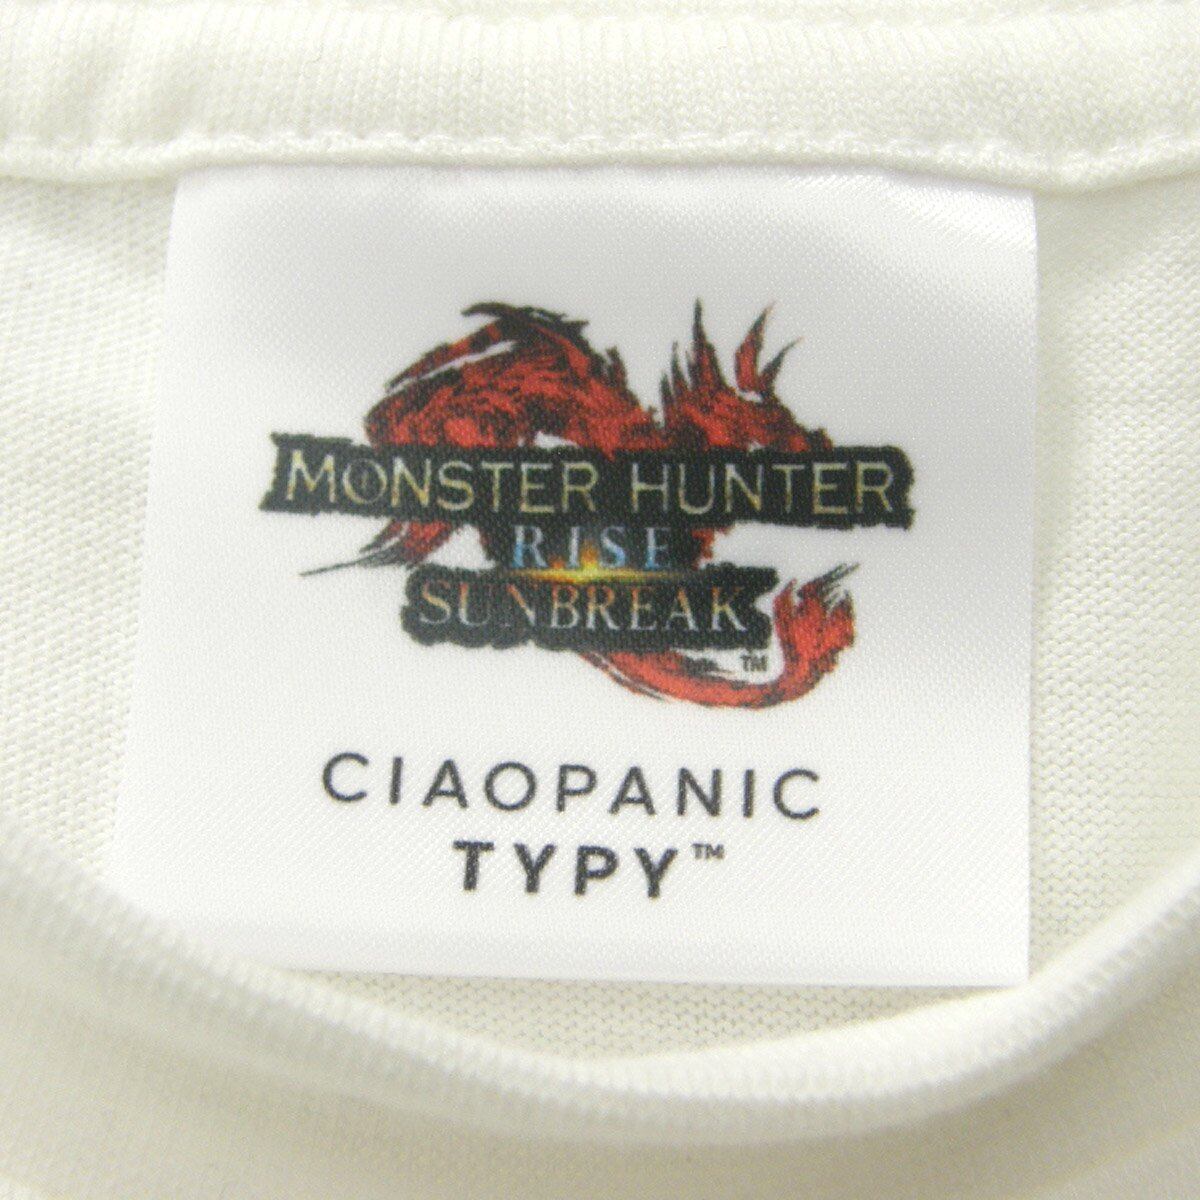 MONSTER HUNTER
RISE
SUNBREAK
TM
CIAOPANIC
TYPY™